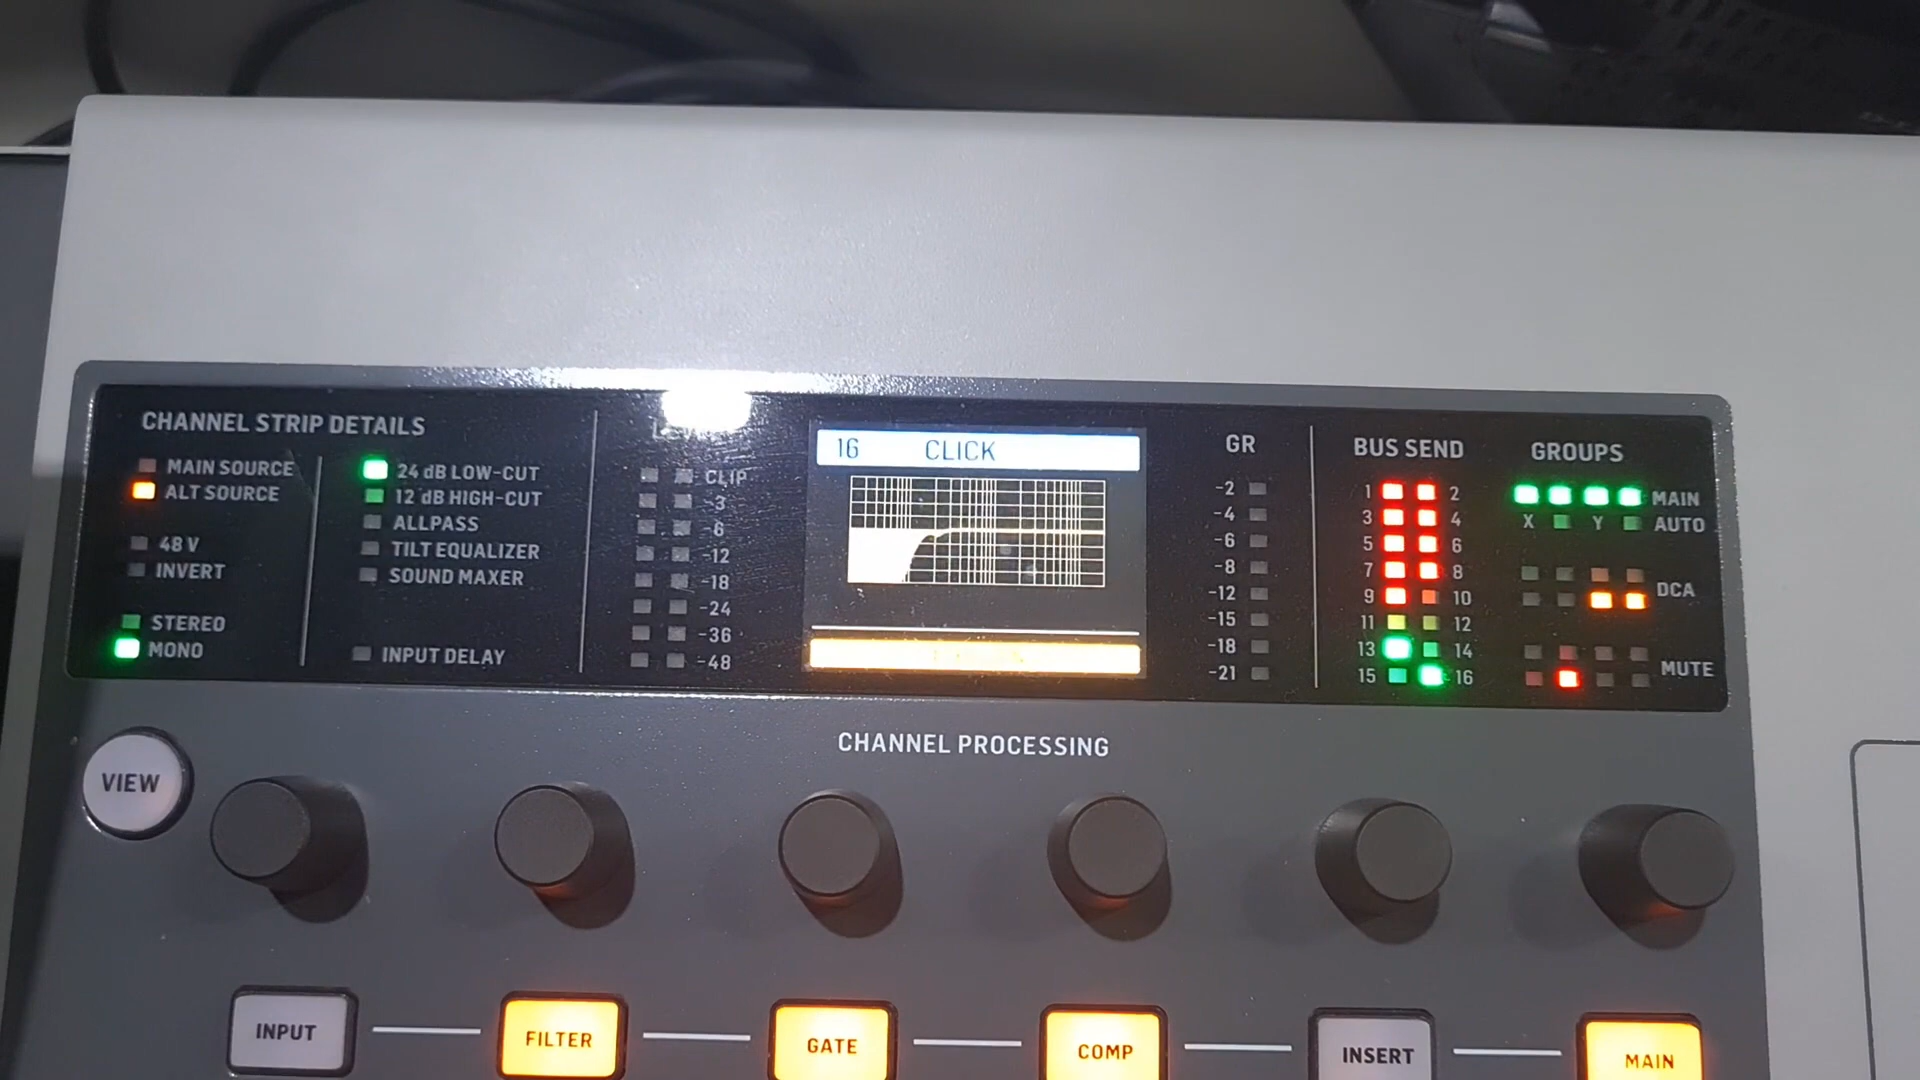 CHANNEL STRIP DETAILS
MAIN SOURCE
ALT SOURCE
48 V
INVERT
STEREO
MONO
24 dB LOW-CUT
12 dB HIGH-CUT
ALLPASS
TILT EQUALIZER
SOUND MAXER
INPUT DELAY
CLIP
-3
-6
-12
-18
-24
-36
-48
16 CLICK
GR
-2
-4
-6
-8
-12
-15
-18
-21
BUS SEND
1 2
3 4
5 6
7 8
9 10
11 12
13 14
15 16
GROUPS
MAIN
X Y AUTO
DCA
MUTE
CHANNEL PROCESSING
VIEW
INPUT FILTER GATE COMP INSERT MAIN